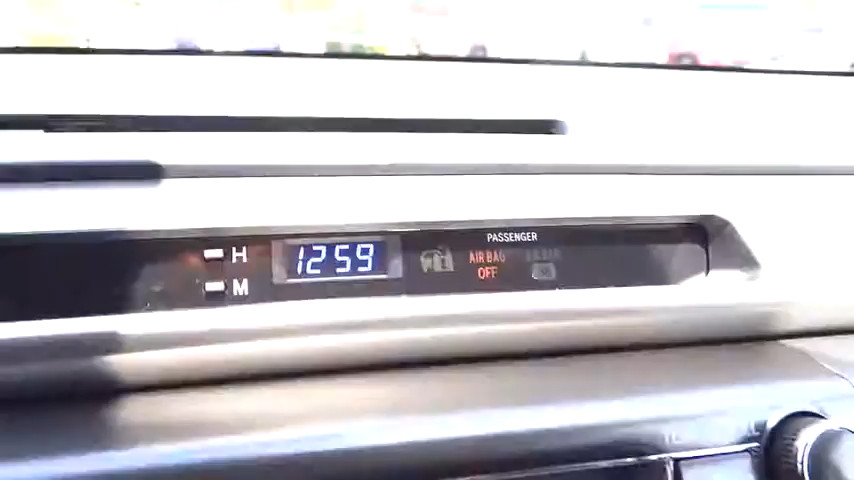 PASSENGER
H
1259
AIR BAG
OFF
M